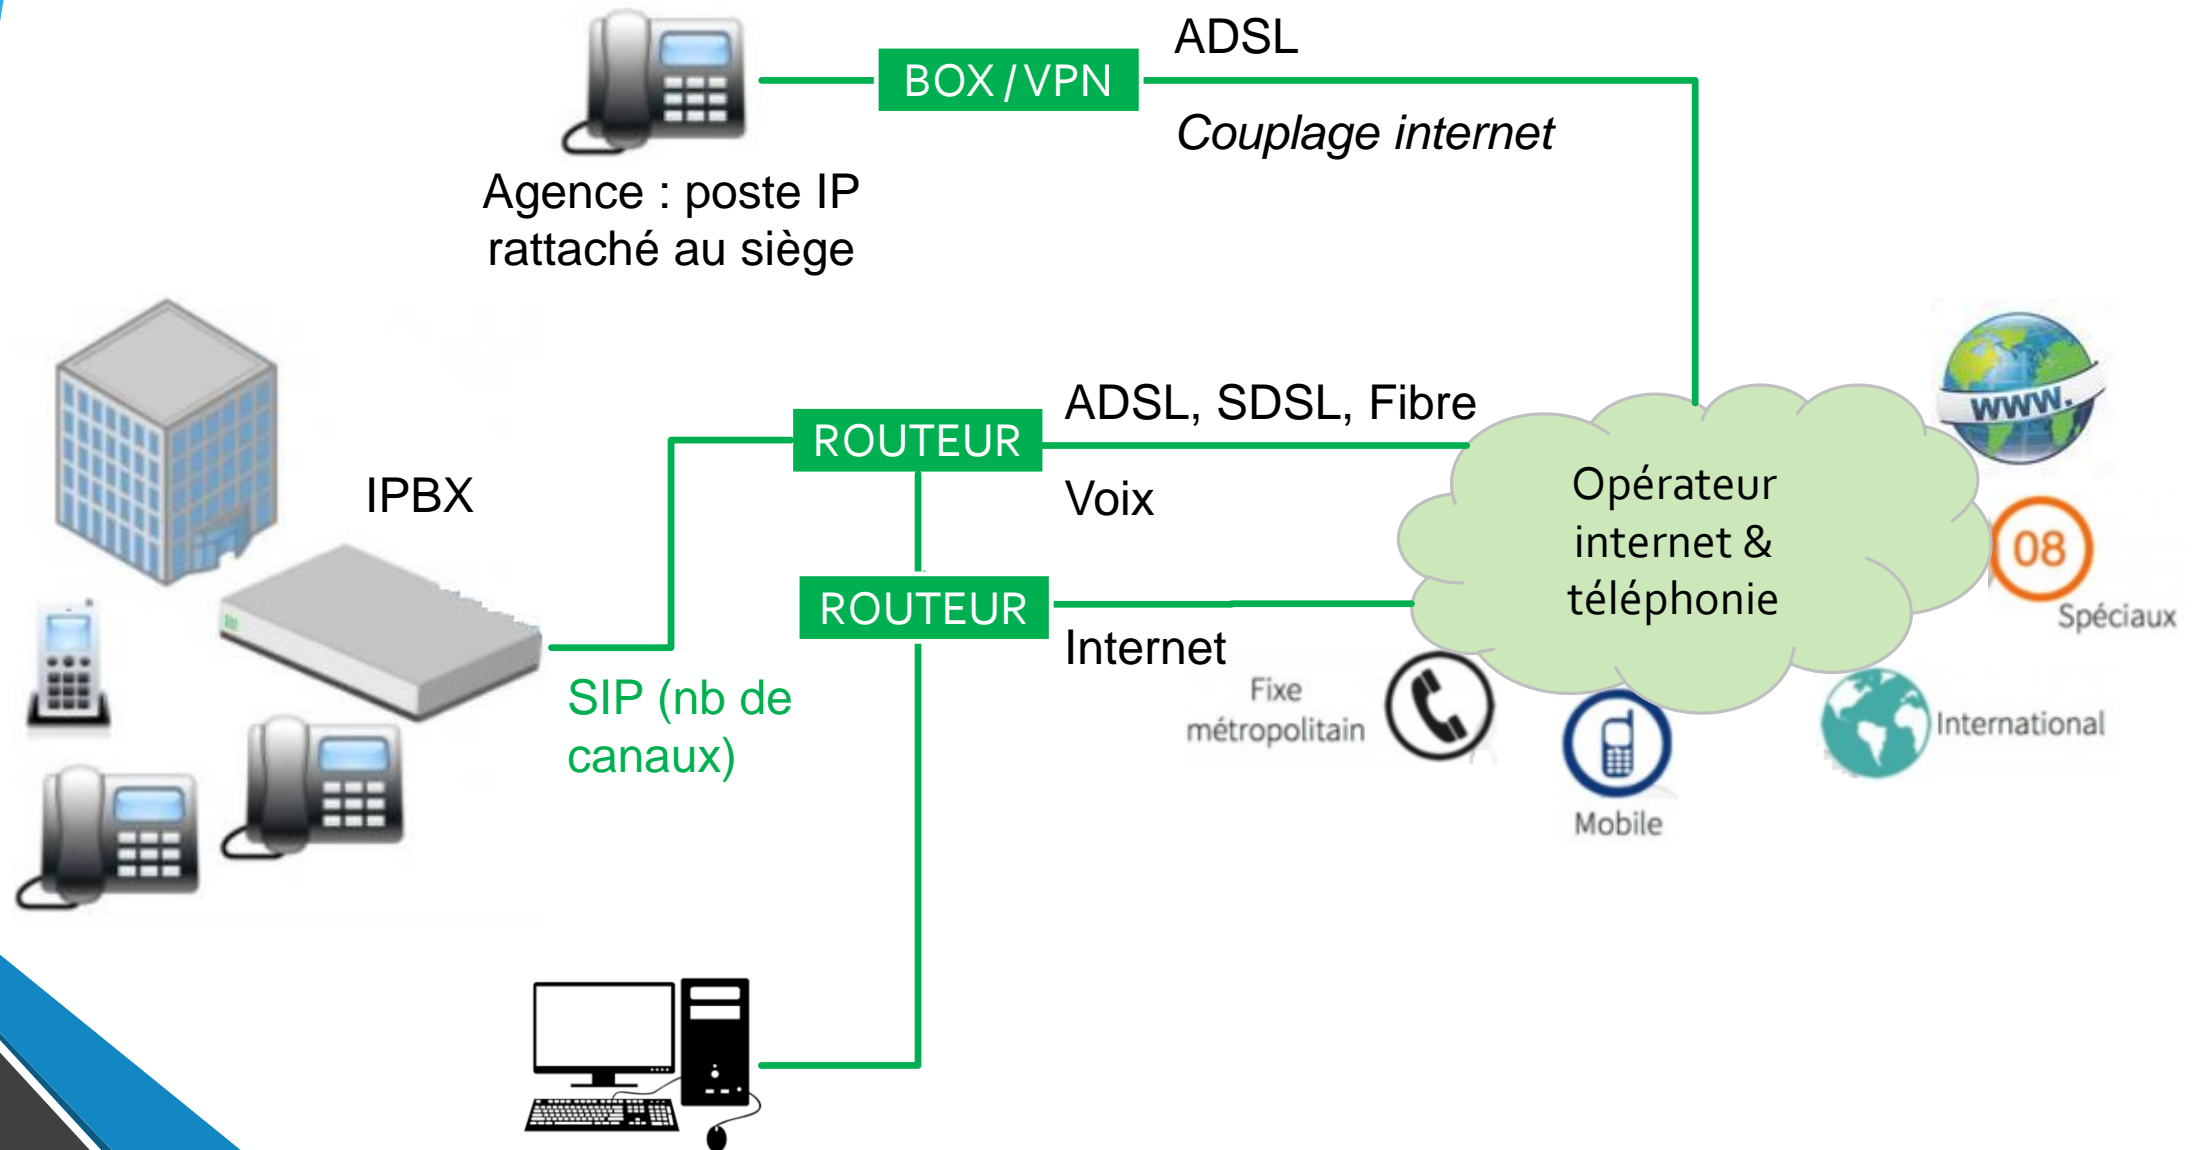 ADSL
BOX / VPN
Couplage internet
Agence : poste IP
rattaché au siège
ADSL, SDSL, Fibre
ROUTEUR
Voix
IPBX
Opérateur
internet &
téléphonie
www.
08
Spéciaux
ROUTEUR
Internet
SIP (nb de
canaux)
Fixe
métropolitain
Mobile
International